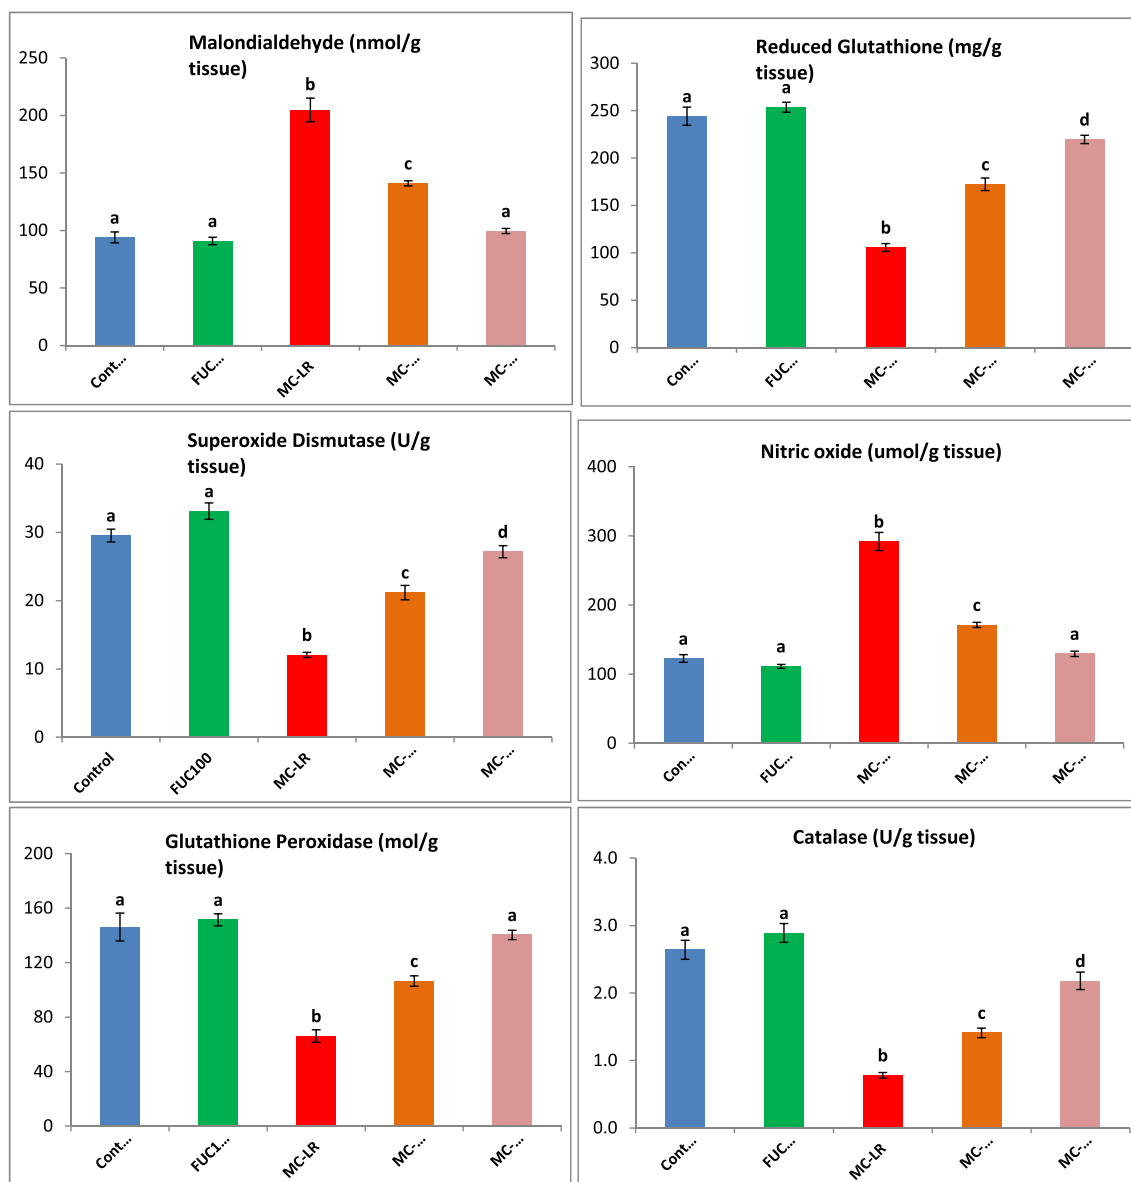 Malondialdehyde (nmol/g
tissue)
250
200
150
100
50
0
a
a
b
c
a
Cont...
FUC...
MC-LR
MC-...
MC-...
Reduced Glutathione (mg/g
tissue)
300
250
200
150
100
50
0
a
a
b
c
d
Con...
FUC...
MC-...
MC-...
MC-...
Superoxide Dismutase (U/g
tissue)
40
30
20
10
0
a
a
b
c
d
Control
FUC100
MC-LR
MC-...
MC-...
Nitric oxide (umol/g tissue)
400
300
200
100
0
a
a
b
c
a
Con...
FUC...
MC-...
MC-...
MC-...
Glutathione Peroxidase (mol/g
tissue)
200
160
120
80
40
0
a
a
b
c
a
Cont...
FUC1...
MC-LR
MC-...
MC-...
Catalase (U/g tissue)
4.0
3.0
2.0
1.0
0.0
a
a
b
c
d
Cont...
FUC...
MC-LR
MC-...
MC-...